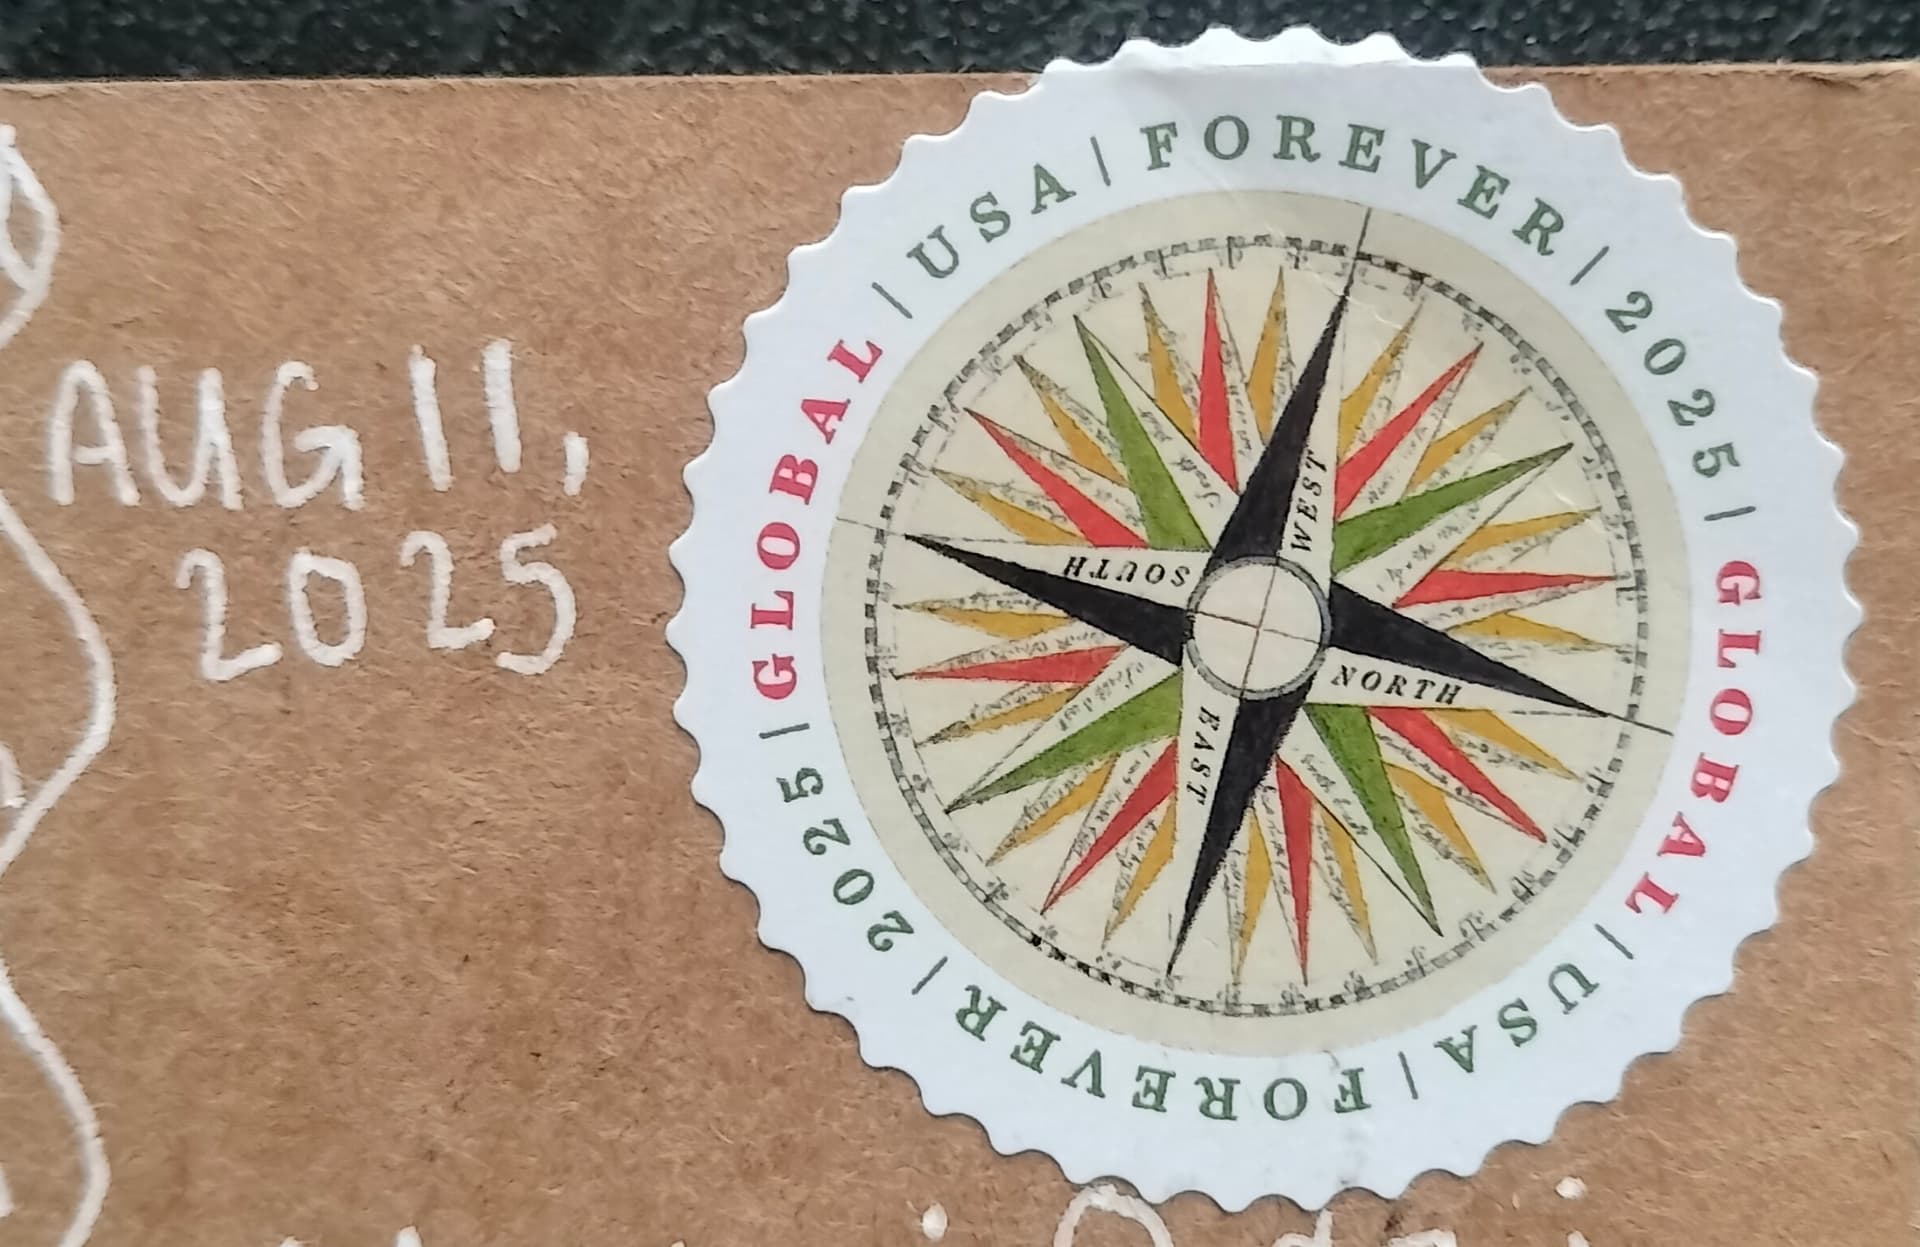 AUG 11,
2025
GLOBAL | USA | FOREVER | 2025 | GLOBAL | USA | FOREVER | 2025 |
WEST
SOUTH
NORTH
EAST